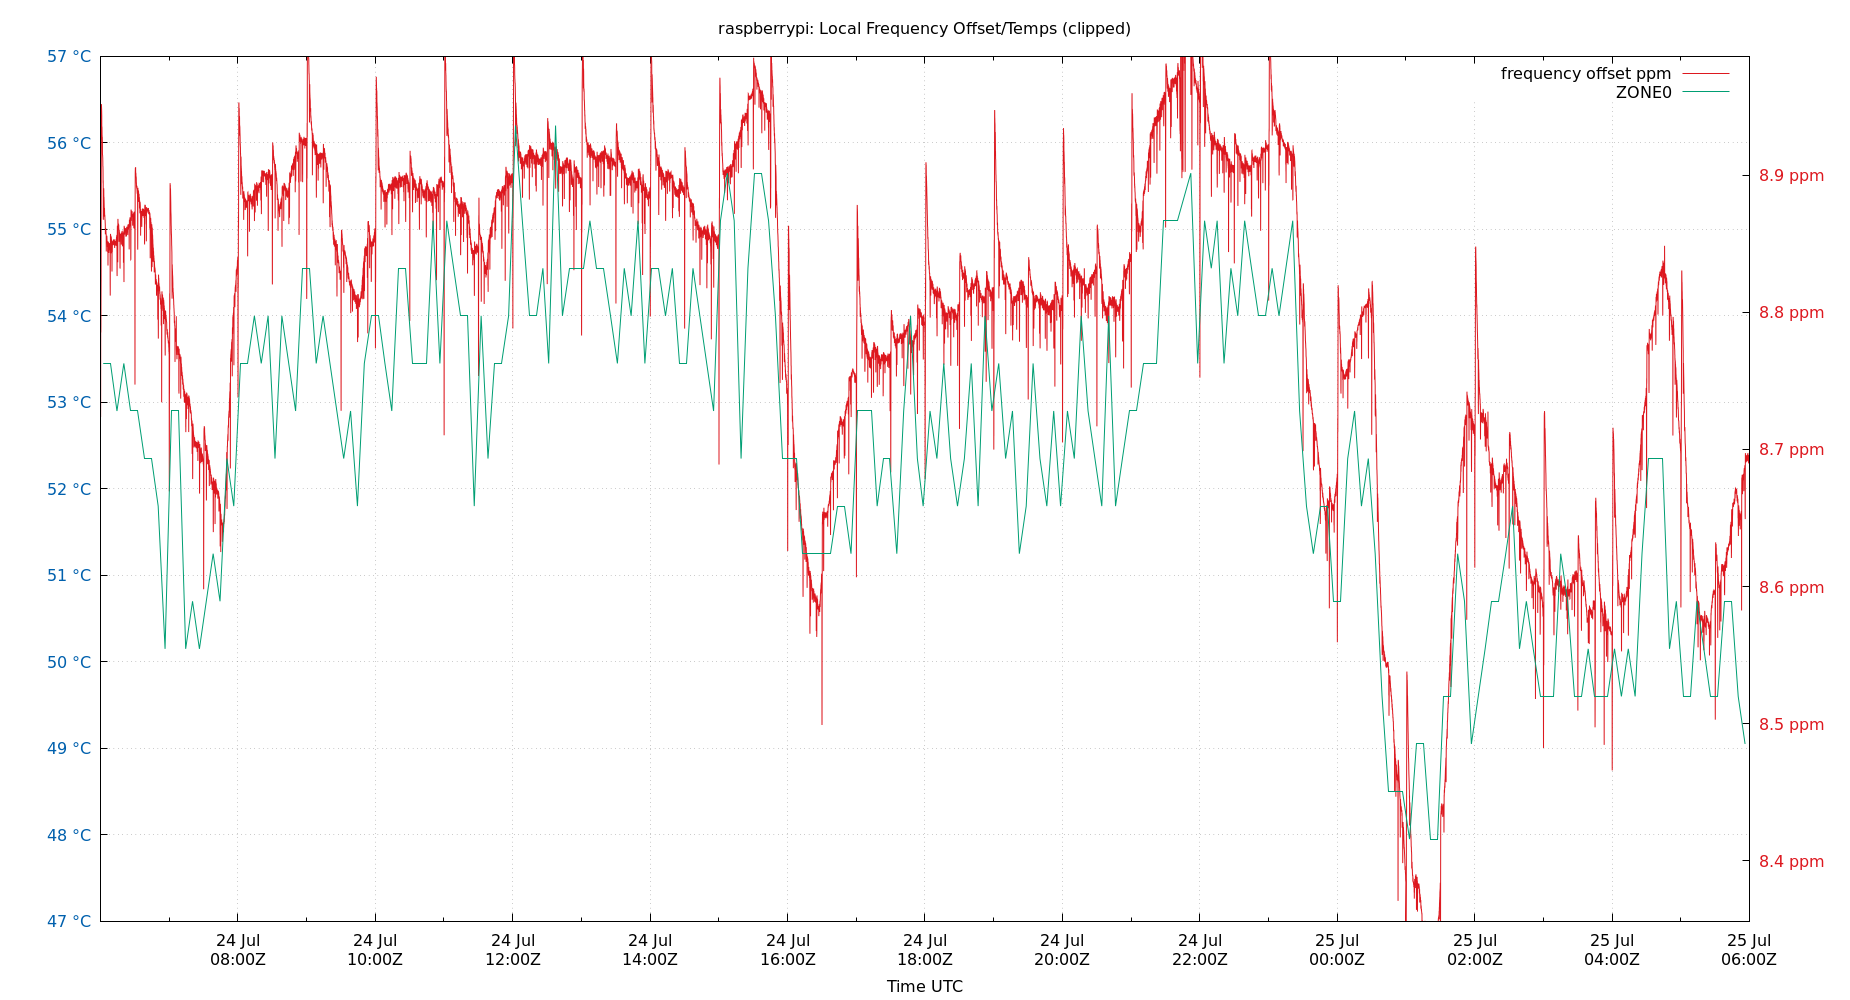 raspberrypi: Local Frequency Offset/Temps (clipped)
frequency offset ppm
ZONE0
57 °C
56 °C
55 °C
54 °C
53 °C
52 °C
51 °C
50 °C
49 °C
48 °C
47 °C
8.9 ppm
8.8 ppm
8.7 ppm
8.6 ppm
8.5 ppm
8.4 ppm
24 Jul
08:00Z
24 Jul
10:00Z
24 Jul
12:00Z
24 Jul
14:00Z
24 Jul
16:00Z
24 Jul
18:00Z
24 Jul
20:00Z
24 Jul
22:00Z
25 Jul
00:00Z
25 Jul
02:00Z
25 Jul
04:00Z
25 Jul
06:00Z
Time UTC